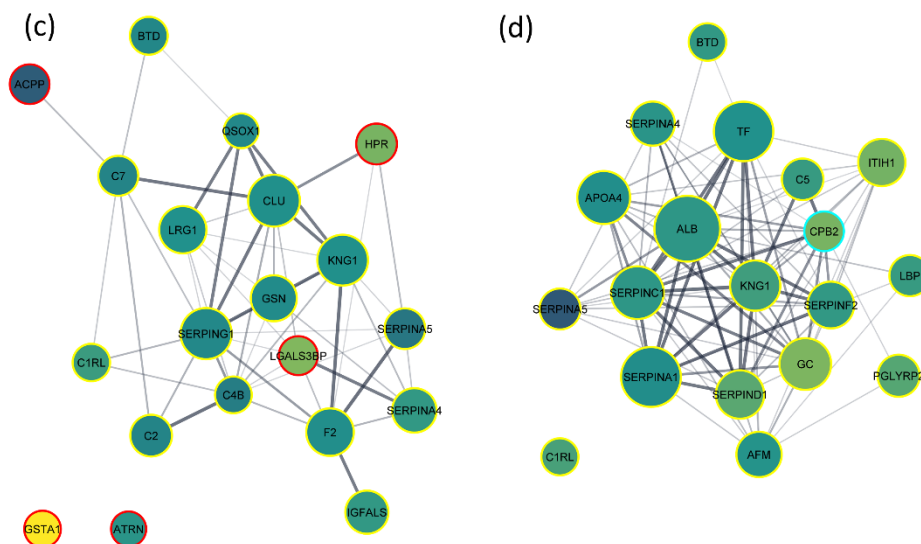 (c)
BTD
ACPP
QSOX1
HPR
C7
CLU
LRG1
KNG1
GSN
SERPING1
SERPINA5
LGALS3BP
C1RL
C4B
SERPINA4
C2
F2
IGFALS
GSTA1
ATRN
(d)
BTD
SERPINA4
TF
ITIH1
C5
APOA4
ALB
CPB2
LBP
KNG1
SERPINC1
SERPINA5
SERPINF2
GC
SERPINA1
PGLYRP2
SERPIND1
AFM
C1RL